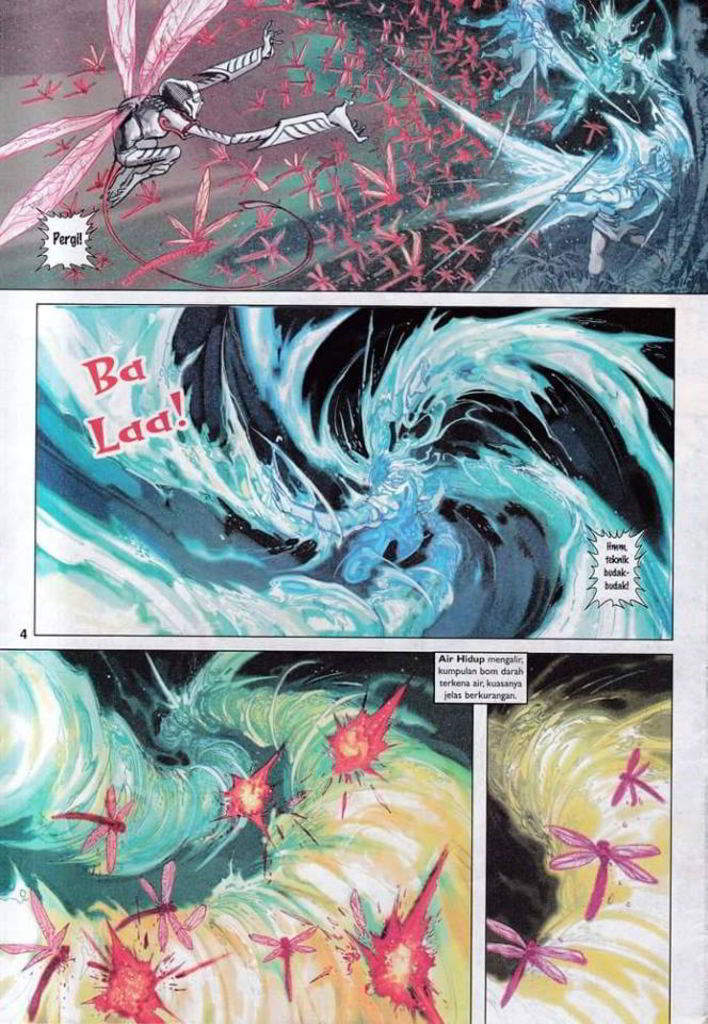 Pergi!
Ba
Laa!
Hmm,
teknik
budak-
budak!
4
Air Hidup mengalir,
kumpulan bom darah
terkena air, kuasanya
jelas berkurangan.